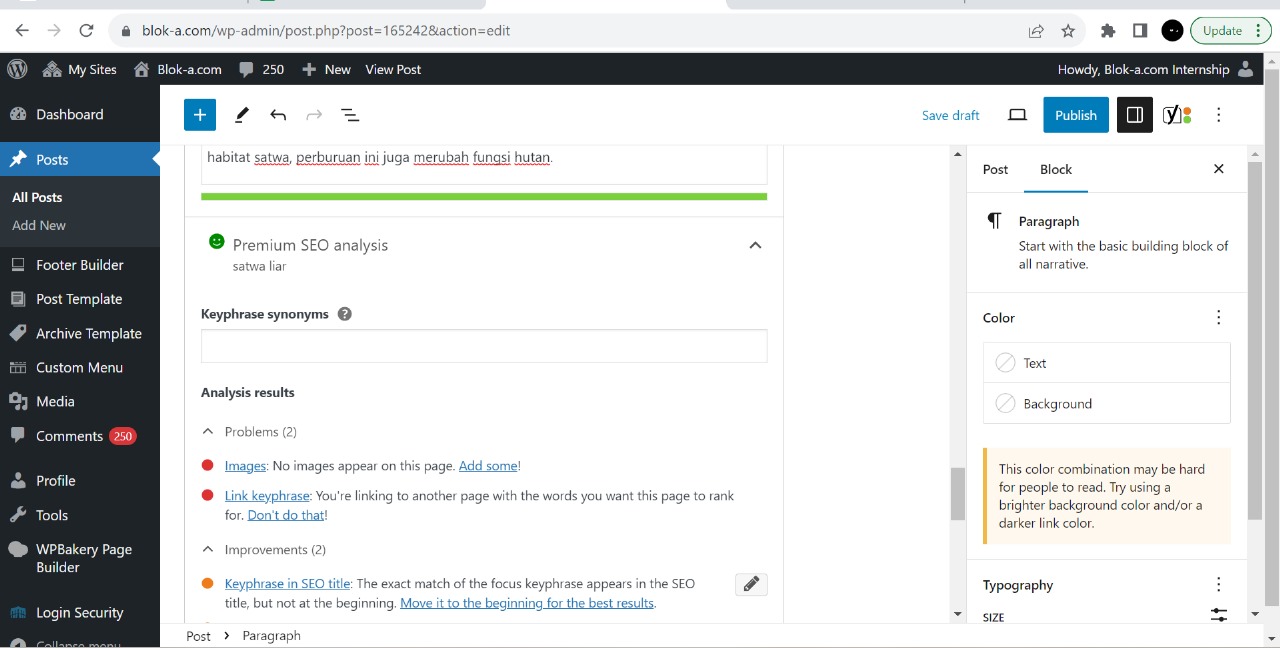 blok-a.com/wp-admin/post.php?post=165242&action=edit
Update
My Sites
Blok-a.com
250
New
View Post
Howdy, Blok-a.com Internship
Dashboard
Posts
All Posts
Add New
Footer Builder
Post Template
Archive Template
Custom Menu
Media
Comments 250
Profile
Tools
WPBakery Page
Builder
Login Security
Collapse menu
Save draft
Publish
habitat satwa, perburuan ini juga merubah fungsi hutan.
Premium SEO analysis
satwa liar
Keyphrase synonyms ?
Analysis results
Problems (2)
Images: No images appear on this page. Add some!
Link keyphrase: You're linking to another page with the words you want this page to rank
for. Don't do that!
Improvements (2)
Keyphrase in SEO title: The exact match of the focus keyphrase appears in the SEO
title, but not at the beginning. Move it to the beginning for the best results.
Post
Paragraph
Post
Block
Paragraph
Start with the basic building block of
all narrative.
Color
Text
Background
This color combination may be hard
for people to read. Try using a
brighter background color and/or a
darker link color.
Typography
SIZE